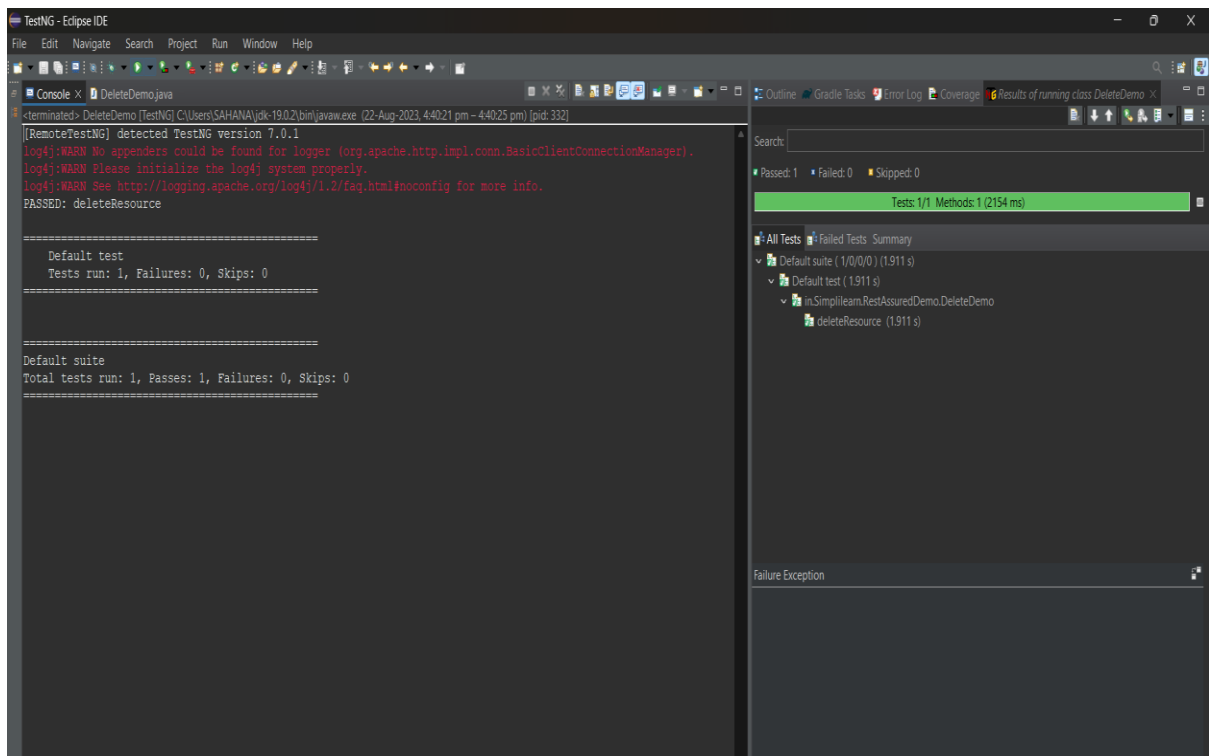 TestNG - Eclipse IDE
File Edit Navigate Search Project Run Window Help
Console DeleteDemo.java
<terminated> DeleteDemo [TestNG] C:\Users\SAHANA\jdk-19.0.2\bin\javaw.exe (22-Aug-2023, 4:40:21 pm – 4:40:25 pm) [pid: 332]
[RemoteTestNG] detected TestNG version 7.0.1
log4j:WARN No appenders could be found for logger (org.apache.http.impl.conn.BasicClientConnectionManager).
log4j:WARN Please initialize the log4j system properly.
log4j:WARN See http://logging.apache.org/log4j/1.2/faq.html#noconfig for more info.
PASSED: deleteResource
===============================================
Default test
Tests run: 1, Failures: 0, Skips: 0
===============================================
===============================================
Default suite
Total tests run: 1, Passes: 1, Failures: 0, Skips: 0
===============================================
Outline Gradle Tasks Error Log Coverage Results of running class DeleteDemo
Search:
Passed: 1 Failed: 0 Skipped: 0
Tests: 1/1 Methods: 1 (2154 ms)
All Tests Failed Tests Summary
Default suite ( 1/0/0/0 ) (1.911 s)
Default test ( 1.911 s)
in.Simplilearn.RestAssuredDemo.DeleteDemo
deleteResource (1.911 s)
Failure Exception